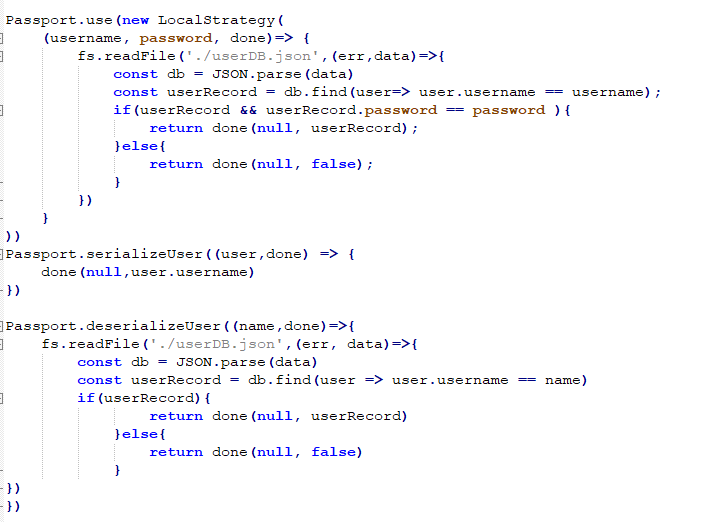 Passport.use(new LocalStrategy(
    (username, password, done)=> {
        fs.readFile('./userDB.json',(err,data)=>{
            const db = JSON.parse(data)
            const userRecord = db.find(user=> user.username == username);
            if(userRecord && userRecord.password == password ){
                return done(null, userRecord);
            }else{
                return done(null, false);
            }
        })
    }
))
Passport.serializeUser((user,done) => {
    done(null,user.username)
})

Passport.deserializeUser((name,done)=>{
    fs.readFile('./userDB.json',(err, data)=>{
        const db = JSON.parse(data)
        const userRecord = db.find(user => user.username == name)
        if(userRecord){
                return done(null, userRecord)
            }else{
                return done(null, false)
            }
})
})